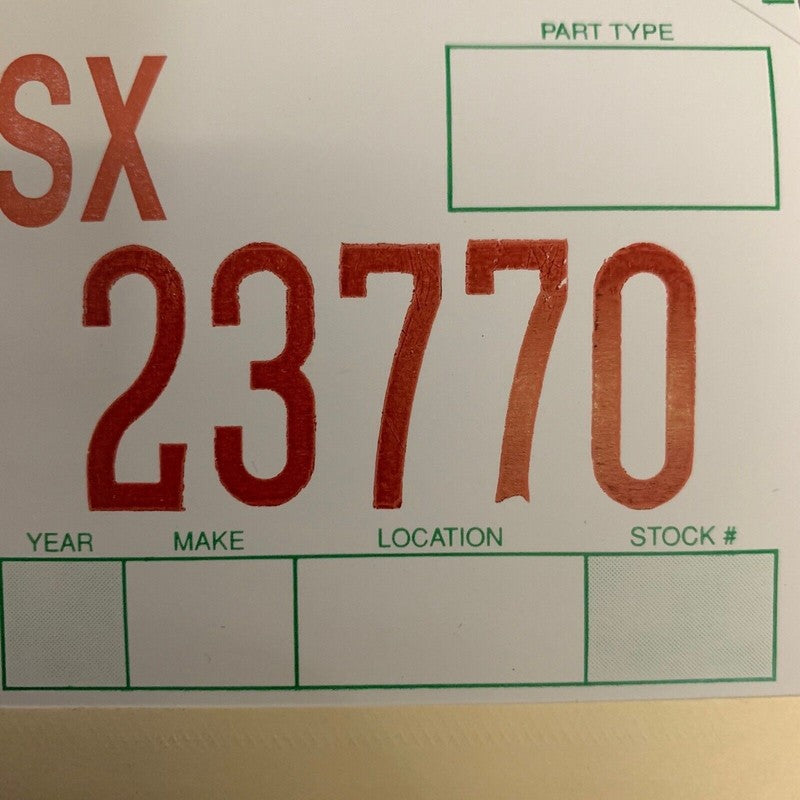 PART TYPE
SX
23770
YEAR MAKE LOCATION STOCK #